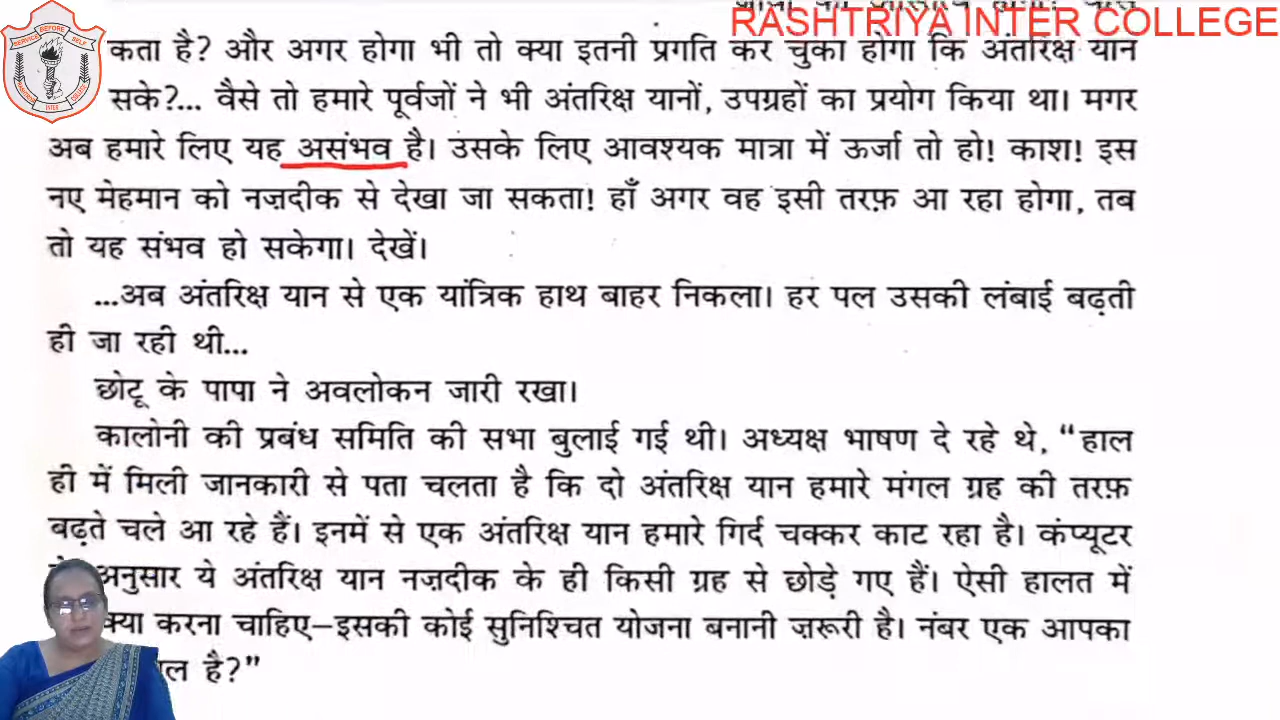 RASHTRIYA INTER COLLEGE
SERVICE BEFORE SELF
INTER
कता है? और अगर होगा भी तो क्या इतनी प्रगति कर चुका होगा कि अंतरिक्ष यान
सके?... वैसे तो हमारे पूर्वजों ने भी अंतरिक्ष यानों, उपग्रहों का प्रयोग किया था। मगर
अब हमारे लिए यह असंभव है। उसके लिए आवश्यक मात्रा में ऊर्जा तो हो! काश! इस
नए मेहमान को नज़दीक से देखा जा सकता! हाँ अगर वह इसी तरफ़ आ रहा होगा, तब
तो यह संभव हो सकेगा। देखें।
...अब अंतरिक्ष यान से एक यांत्रिक हाथ बाहर निकला। हर पल उसकी लंबाई बढ़ती
ही जा रही थी...
छोटू के पापा ने अवलोकन जारी रखा।
कालोनी की प्रबंध समिति की सभा बुलाई गई थी। अध्यक्ष भाषण दे रहे थे, “हाल
ही में मिली जानकारी से पता चलता है कि दो अंतरिक्ष यान हमारे मंगल ग्रह की तरफ़
बढ़ते चले आ रहे हैं। इनमें से एक अंतरिक्ष यान हमारे गिर्द चक्कर काट रहा है। कंप्यूटर
अनुसार ये अंतरिक्ष यान नज़दीक के ही किसी ग्रह से छोड़े गए हैं। ऐसी हालत में
क्या करना चाहिए–इसकी कोई सुनिश्चित योजना बनानी ज़रूरी है। नंबर एक आपका
है?”